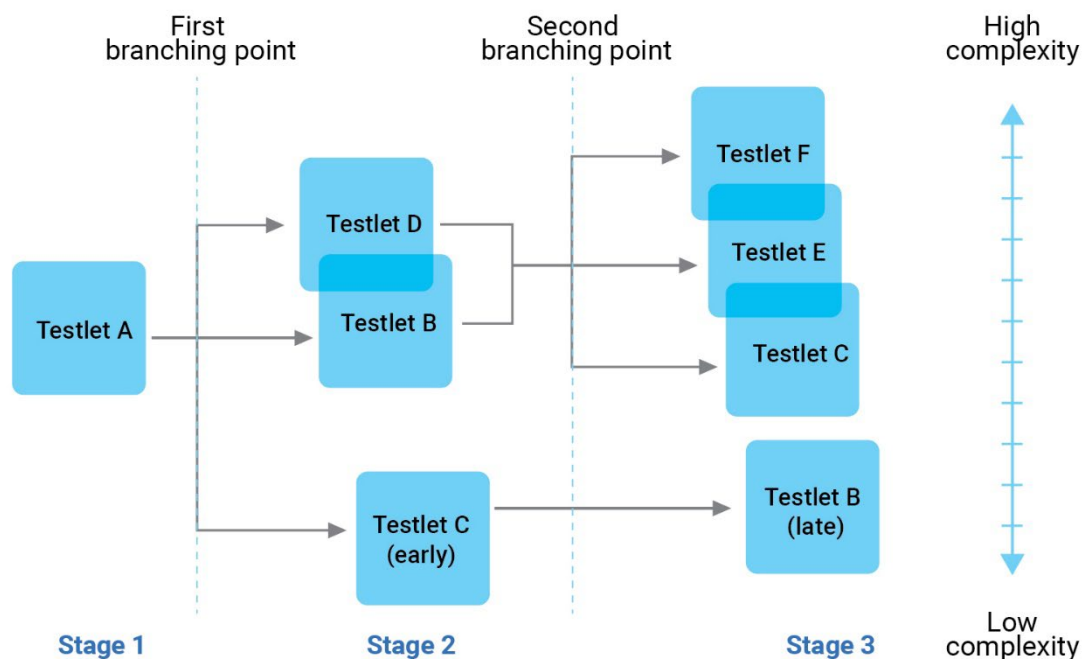 First
branching point
Second
branching point
High
complexity
Testlet A
Testlet D
Testlet B
Testlet C
(early)
Testlet F
Testlet E
Testlet C
Testlet B
(late)
Stage 1
Stage 2
Stage 3
Low
complexity